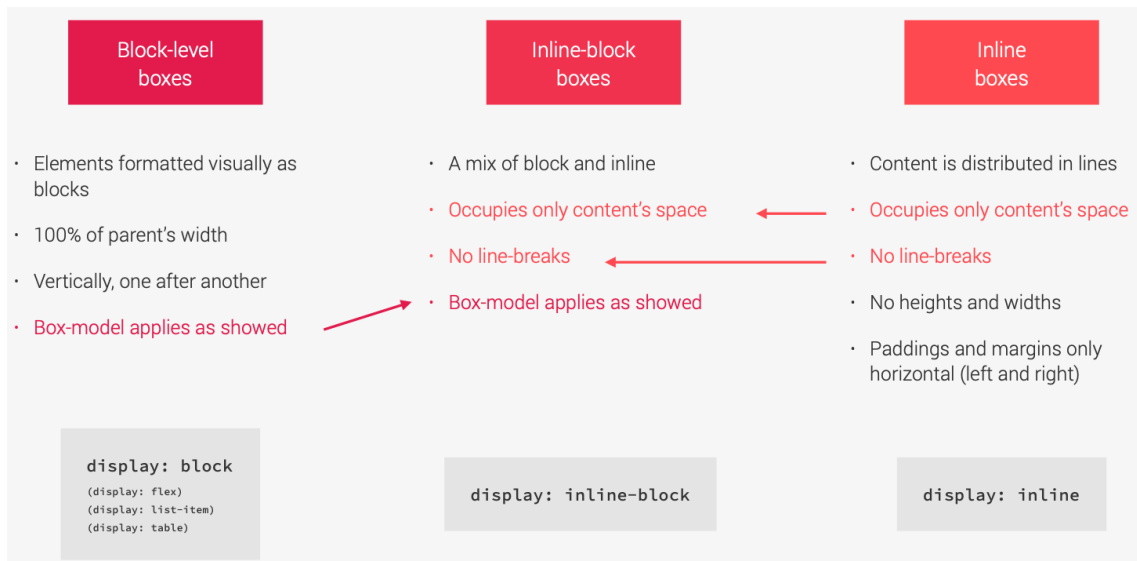 Block-level
boxes
• Elements formatted visually as
blocks
• 100% of parent's width
• Vertically, one after another
• Box-model applies as showed
display: block
(display: flex)
(display: list-item)
(display: table)
Inline-block
boxes
• A mix of block and inline
• Occupies only content's space
• No line-breaks
• Box-model applies as showed
display: inline-block
Inline
boxes
• Content is distributed in lines
• Occupies only content's space
• No line-breaks
• No heights and widths
• Paddings and margins only
horizontal (left and right)
display: inline